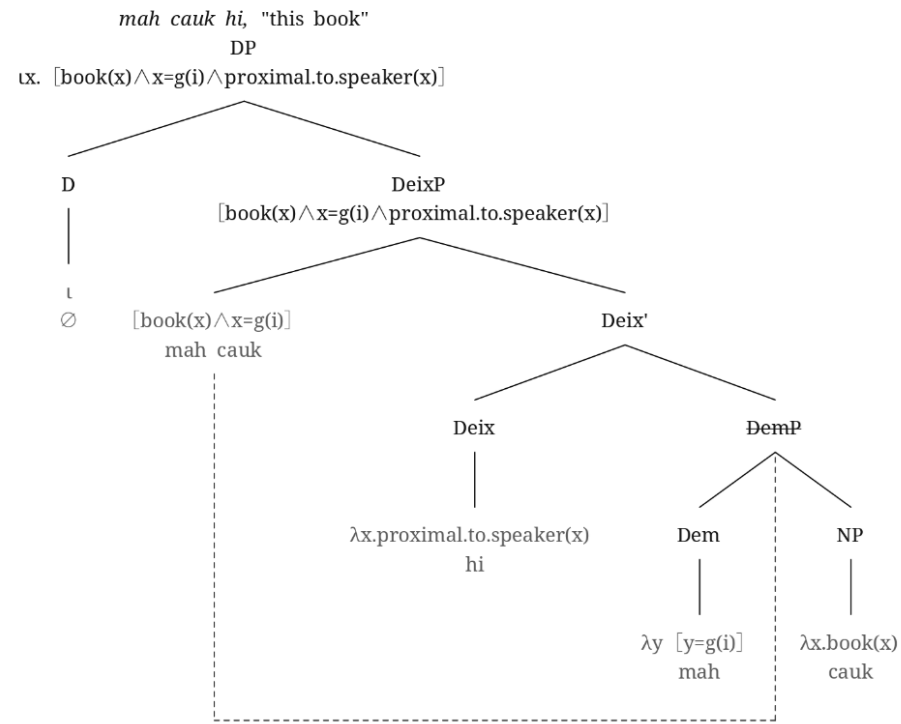 mah cauk hi, "this book"
DP
ιx. [book(x)∧x=g(i)∧proximal.to.speaker(x)]
D
DeixP
[book(x)∧x=g(i)∧proximal.to.speaker(x)]
ι
∅
[book(x)∧x=g(i)]
mah cauk
Deix'
Deix
DemP
λx.proximal.to.speaker(x)
hi
Dem
NP
λy [y=g(i)]
mah
λx.book(x)
cauk